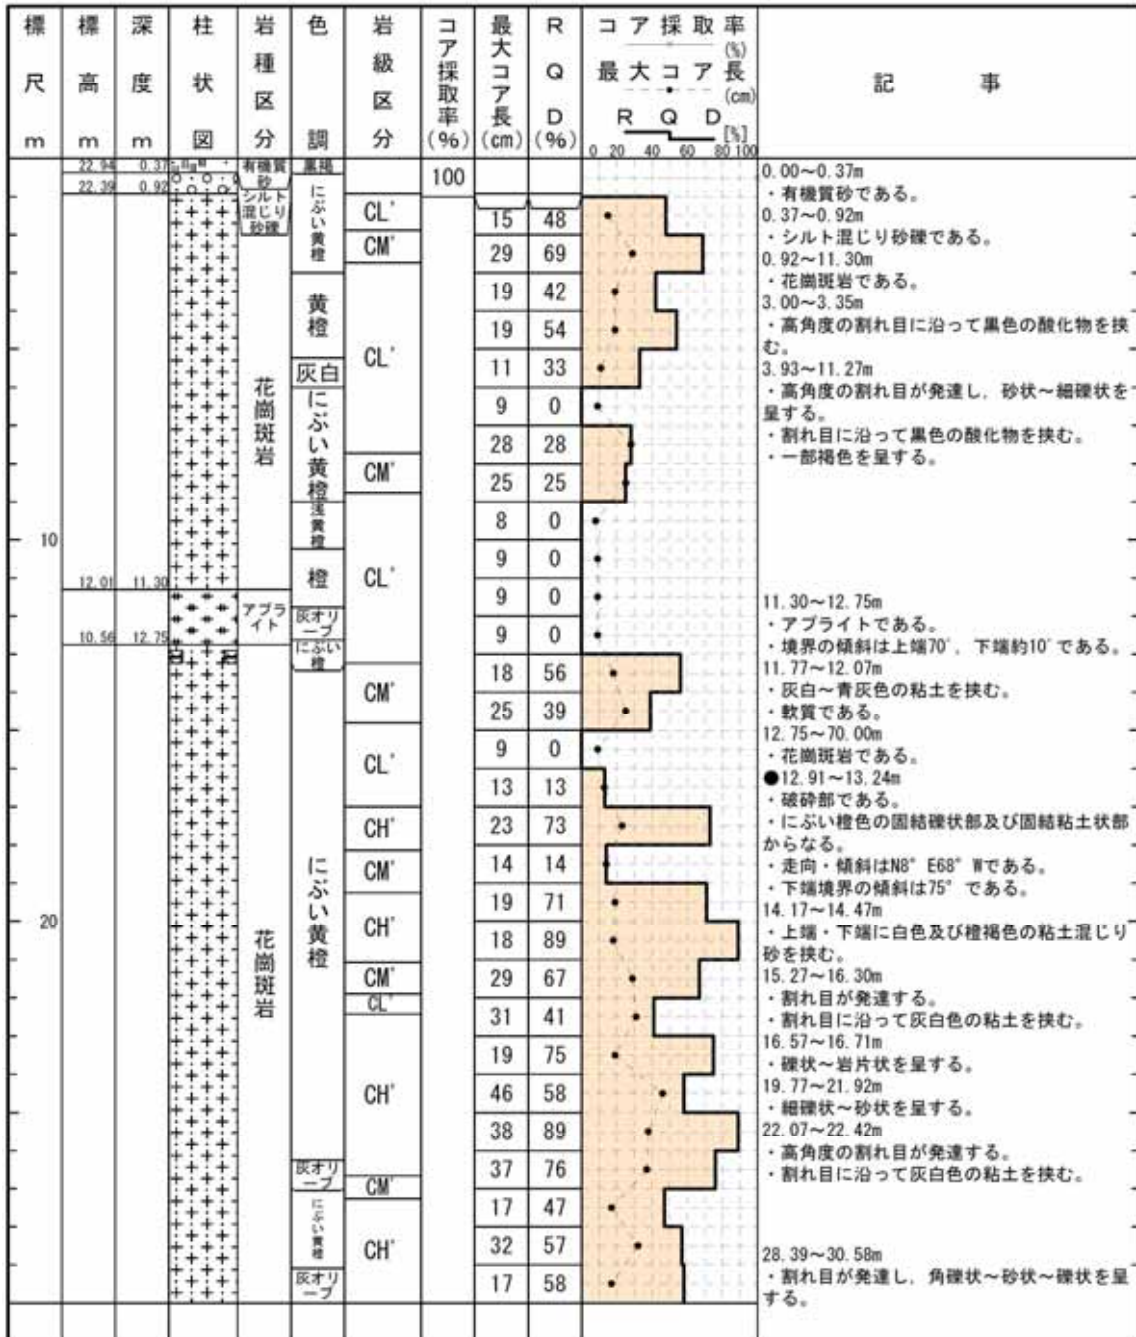 標尺 m
標高 m
深度 m
柱状図
岩種区分
色調
岩級区分
コア採取率(%)
最大コア長(cm)
RQD(%)
コア採取率
(%)
最大コア長
(cm)
RQD
[%]
0 20 40 60 80 100
記事
10
20
22.94 0.37
22.39 0.92
12.01 11.30
10.56 12.75
有機質砂
シルト混じり砂礫
花崗斑岩
アプライト
花崗斑岩
黒褐
にぶい黄橙
黄橙
灰白
にぶい黄橙
浅黄橙
橙
灰オリーブ
にぶい橙
にぶい黄橙
灰オリーブ
にぶい黄橙
灰オリーブ
CL'
CM'
CL'
CM'
CL'
CM'
CL'
CH'
CM'
CH'
CM'
CL'
CH'
CM'
CH'
100
15 48
29 69
19 42
19 54
11 33
9 0
28 28
25 25
8 0
9 0
9 0
9 0
18 56
25 39
9 0
13 13
23 73
14 14
19 71
18 89
29 67
31 41
19 75
46 58
38 89
37 76
17 47
32 57
17 58
0.00～0.37m
・有機質砂である。
0.37～0.92m
・シルト混じり砂礫である。
0.92～11.30m
・花崗斑岩である。
3.00～3.35m
・高角度の割れ目に沿って黒色の酸化物を挟
む。
3.93～11.27m
・高角度の割れ目が発達し，砂状～細礫状を
呈する。
・割れ目に沿って黒色の酸化物を挟む。
・一部褐色を呈する。
11.30～12.75m
・アプライトである。
・境界の傾斜は上端70°，下端約10°である。
11.77～12.07m
・灰白～青灰色の粘土を挟む。
・軟質である。
12.75～70.00m
・花崗斑岩である。
●12.91～13.24m
・破砕部である。
・にぶい橙色の固結礫状部及び固結粘土状部
からなる。
・走向・傾斜はN8°E68°Wである。
・下端境界の傾斜は75°である。
14.17～14.47m
・上端・下端に白色及び橙褐色の粘土混じり
砂を挟む。
15.27～16.30m
・割れ目が発達する。
・割れ目に沿って灰白色の粘土を挟む。
16.57～16.71m
・礫状～岩片状を呈する。
19.77～21.92m
・細礫状～砂状を呈する。
22.07～22.42m
・高角度の割れ目が発達する。
・割れ目に沿って灰白色の粘土を挟む。
28.39～30.58m
・割れ目が発達し，角礫状～砂状～礫状を呈
する。